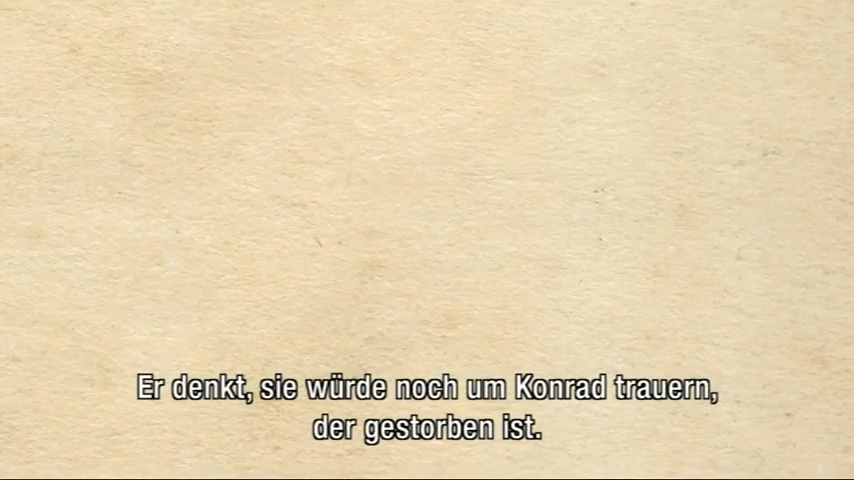 Er denkt, sie würde noch um Konrad trauern,
der gestorben ist.